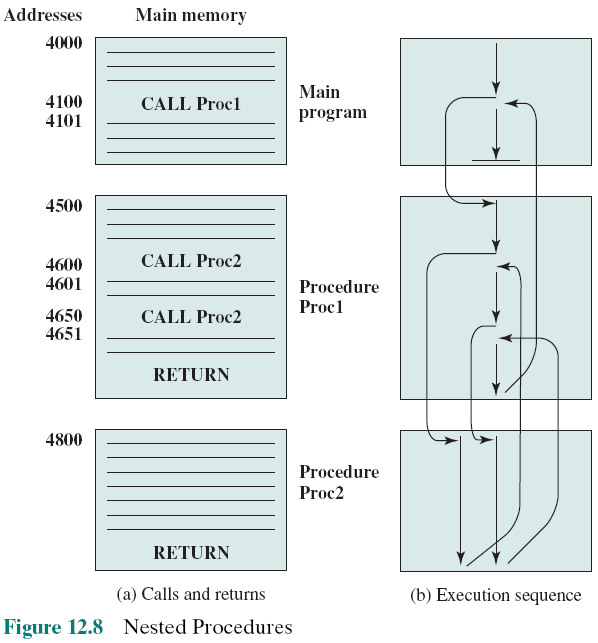 Addresses Main memory
4000
4100 CALL Proc1
4101
Main
program
4500
4600 CALL Proc2
4601
4650 CALL Proc2
4651
RETURN
Procedure
Proc1
4800
Procedure
Proc2
RETURN
(a) Calls and returns (b) Execution sequence
Figure 12.8 Nested Procedures